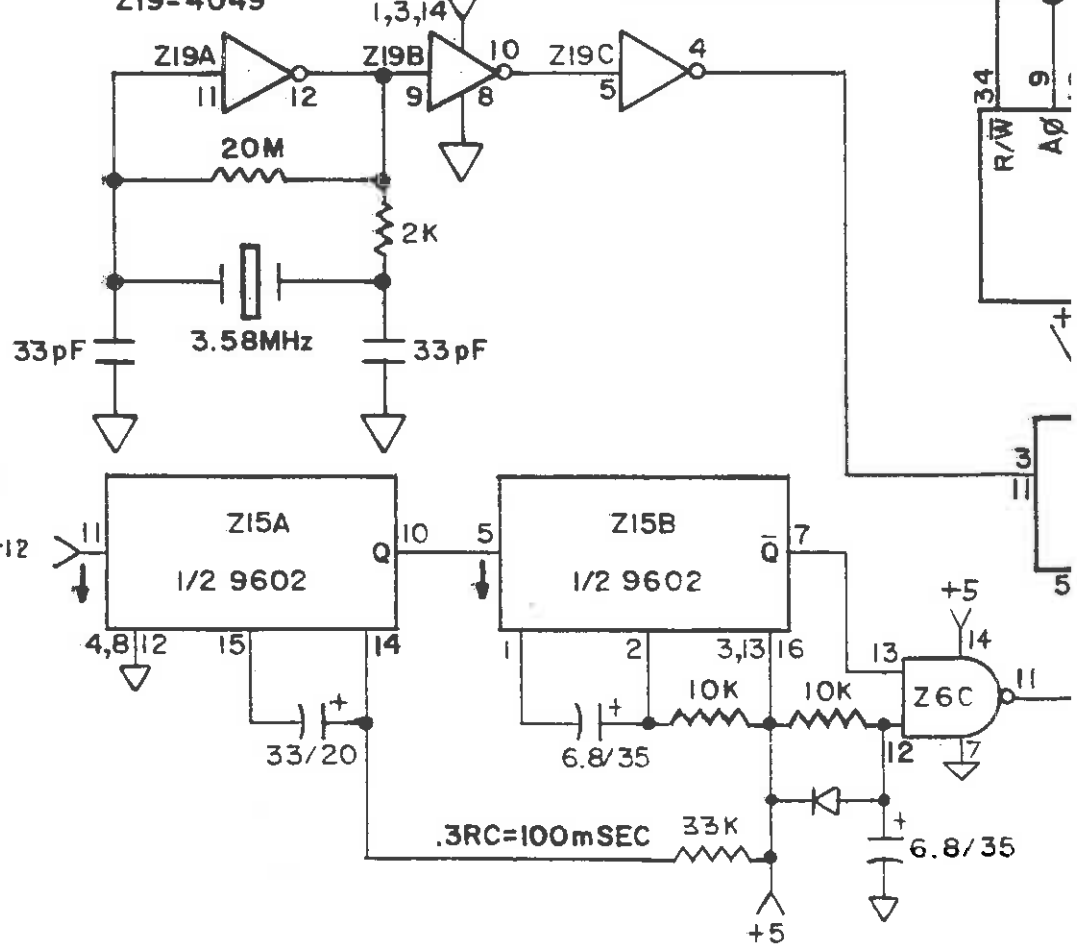 Z19=4049
1,3,14
Z19A
Z19B
10
Z19C
4
11
12
9
8
5
34
9
R/W̅
AØ
20M
2K
3.58MHz
33pF
33pF
+
3
11
5
12
11
Z15A
Q
1/2 9602
10
5
Z15B
Q̅
1/2 9602
7
+5
14
13
Z6C
11
12
7
4,8
12
15
14
1
2
3,13
16
10K
10K
+
33/20
+
6.8/35
.3RC=100mSEC
33K
+
6.8/35
+5